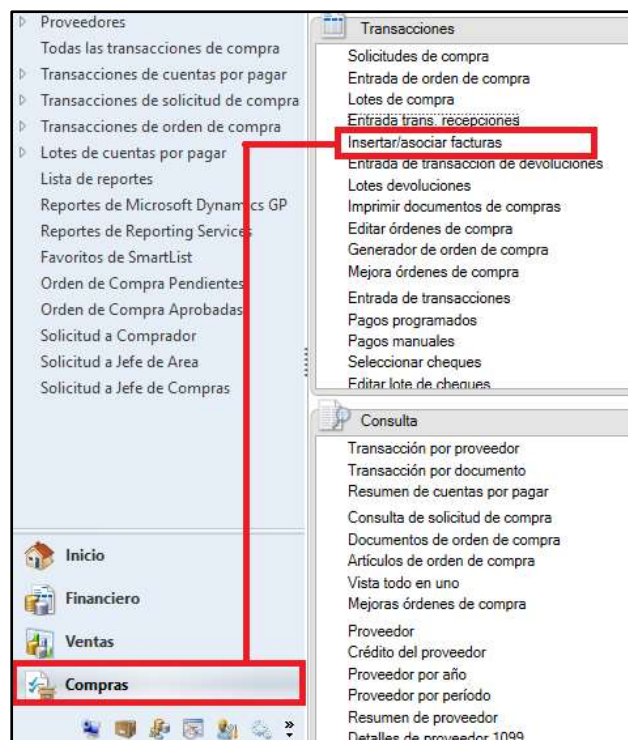 Proveedores
Todas las transacciones de compra
Transacciones de cuentas por pagar
Transacciones de solicitud de compra
Transacciones de orden de compra
Lotes de cuentas por pagar
Lista de reportes
Reportes de Microsoft Dynamics GP
Reportes de Reporting Services
Favoritos de SmartList
Orden de Compra Pendientes
Orden de Compra Aprobadas
Solicitud a Comprador
Solicitud a Jefe de Area
Solicitud a Jefe de Compras
Inicio
Financiero
Ventas
Compras
Transacciones
Solicitudes de compra
Entrada de orden de compra
Lotes de compra
Entrada trans. recepciones
Insertar/asociar facturas
Entrada de transacción de devoluciones
Lotes devoluciones
Imprimir documentos de compras
Editar órdenes de compra
Generador de orden de compra
Mejora órdenes de compra
Entrada de transacciones
Pagos programados
Pagos manuales
Seleccionar cheques
Editar lote de cheques
Consulta
Transacción por proveedor
Transacción por documento
Resumen de cuentas por pagar
Consulta de solicitud de compra
Documentos de orden de compra
Artículos de orden de compra
Vista todo en uno
Mejoras órdenes de compra
Proveedor
Crédito del proveedor
Proveedor por año
Proveedor por período
Resumen de proveedor
Detalles de proveedor 1099